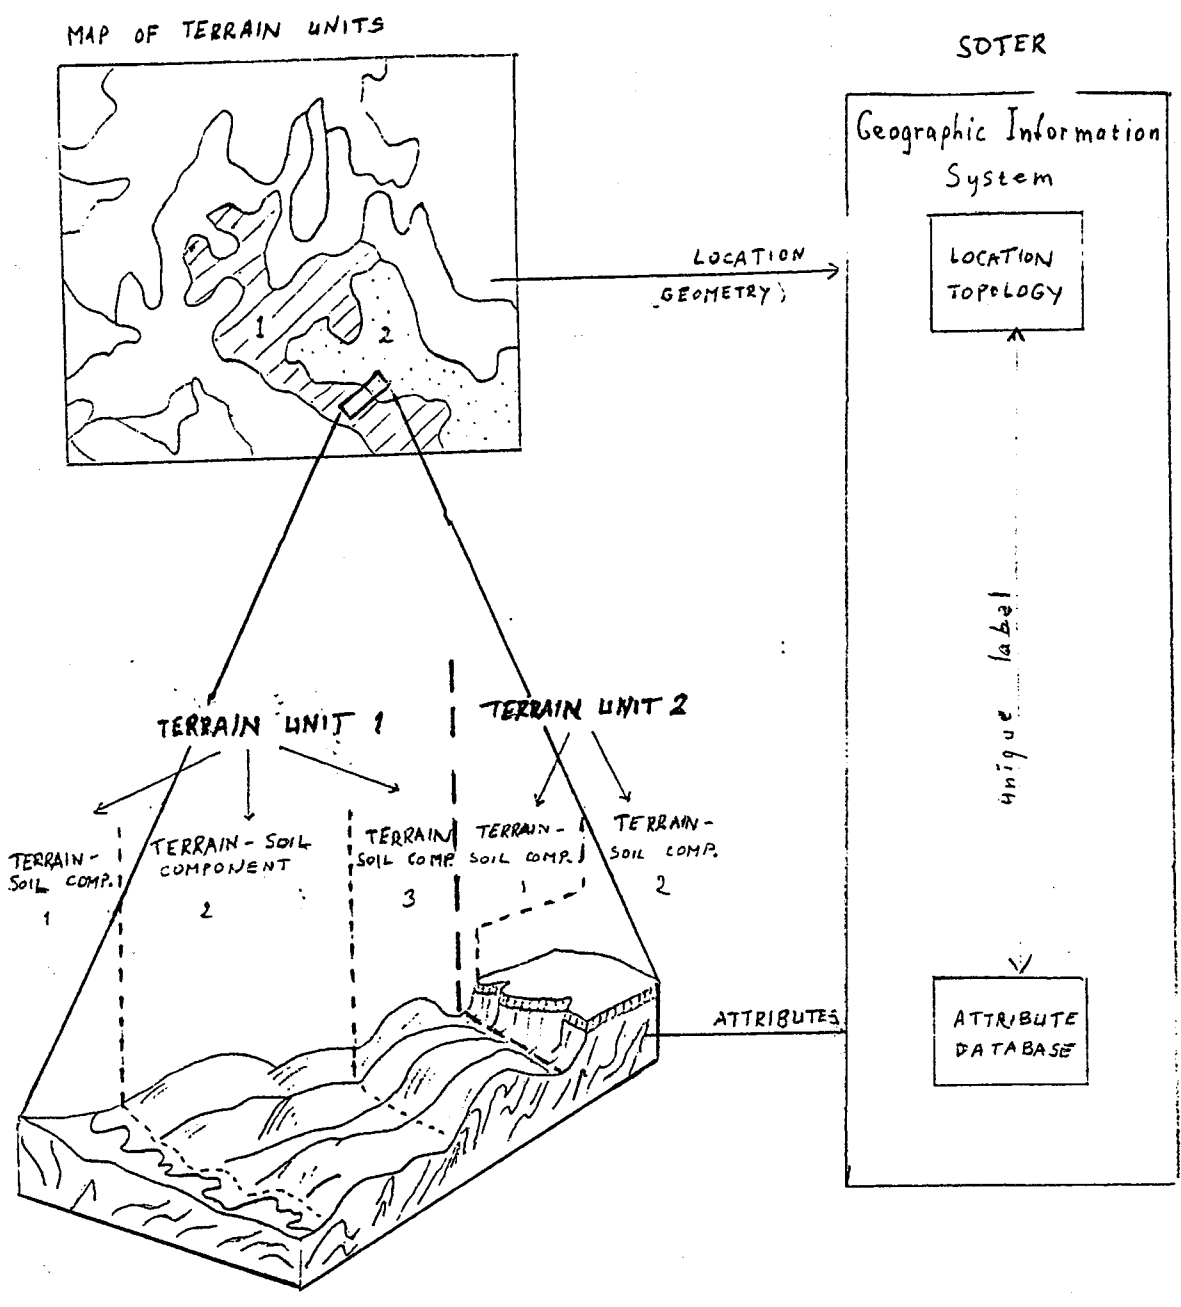 MAP OF TERRAIN UNITS
1
2
SOTER
Geographic Information
System
LOCATION
TOPOLOGY
LOCATION
GEOMETRY
unique label
TERRAIN UNIT 1
TERRAIN UNIT 2
TERRAIN-
SOIL COMP.
1
TERRAIN-SOIL
COMPONENT
2
TERRAIN
SOIL COMP.
3
TERRAIN-
SOIL COMP.
1
TERRAIN-
SOIL COMP.
2
ATTRIBUTES
ATTRIBUTE
DATABASE